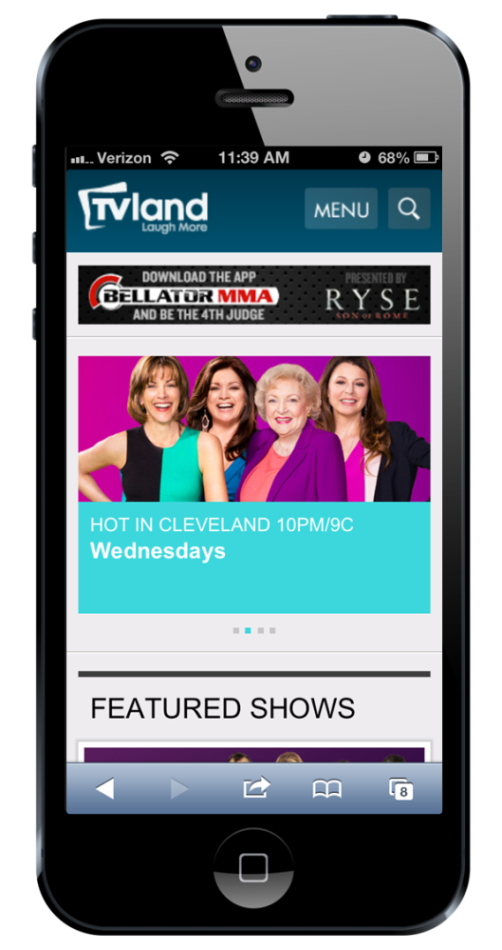 Verizon 11:39 AM 68%
TVland MENU
Laugh More
DOWNLOAD THE APP PRESENTED BY
BELLATOR MMA RYSE
AND BE THE 4TH JUDGE SON OF ROME
HOT IN CLEVELAND 10PM/9C
Wednesdays
FEATURED SHOWS
8